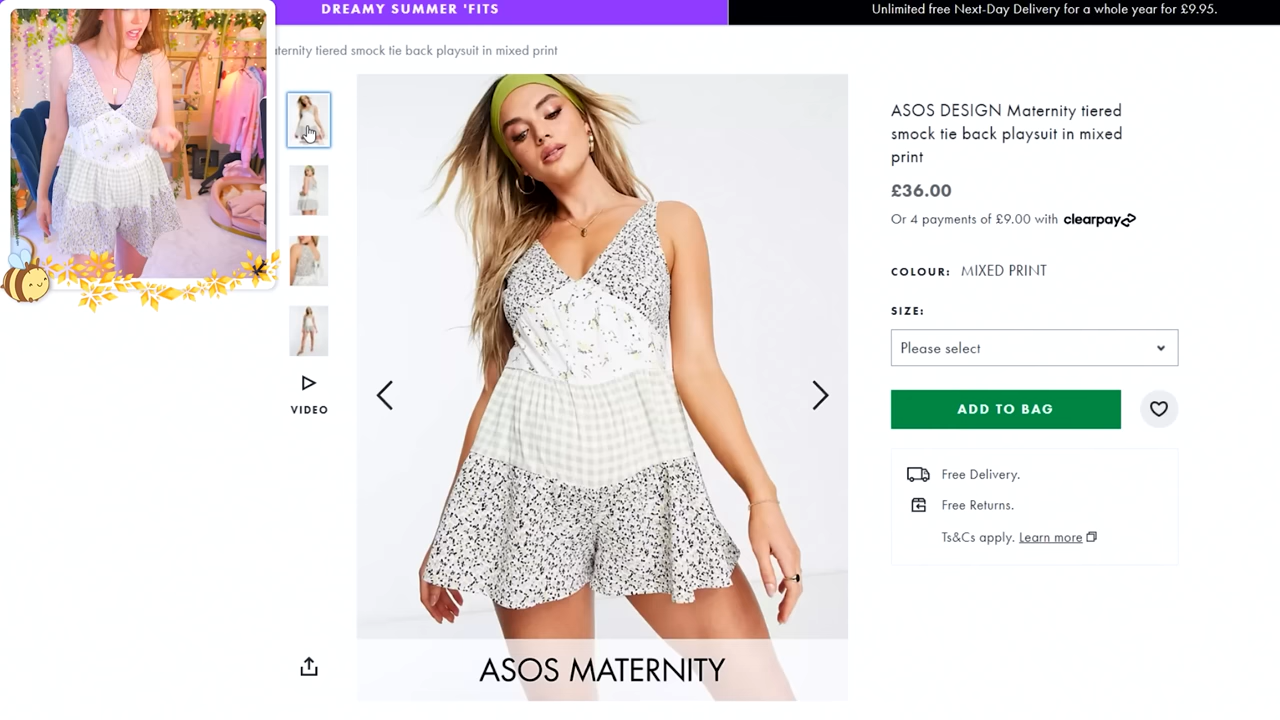 DREAMY SUMMER 'FITS
Unlimited free Next-Day Delivery for a whole year for £9.95.
tiered smock tie back playsuit in mixed print
ASOS DESIGN Maternity tiered
smock tie back playsuit in mixed
print
£36.00
Or 4 payments of £9.00 with clearpay
COLOUR: MIXED PRINT
SIZE:
Please select
ADD TO BAG
VIDEO
Free Delivery.
Free Returns.
Ts&Cs apply. Learn more
ASOS MATERNITY